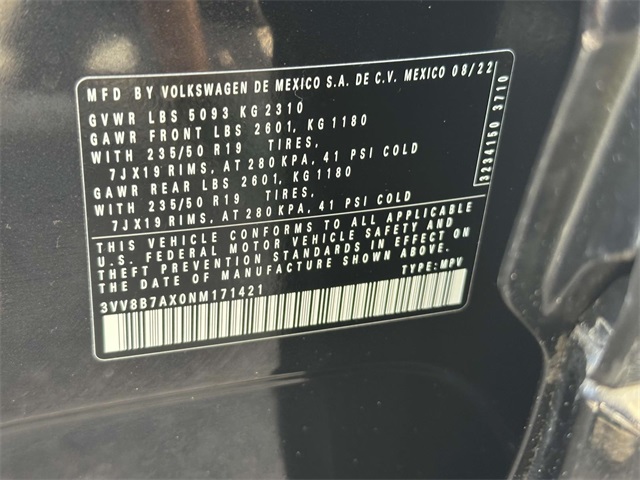 MFD BY VOLKSWAGEN DE MEXICO S.A. DE C.V. MEXICO 08/22
GVWR LBS 5093 KG 2310
GAWR FRONT LBS 2601, KG 1180
WITH 235/50 R19 TIRES,
7JX19 RIMS, AT 280 KPA, 41 PSI COLD
GAWR REAR LBS 2601, KG 1180
WITH 235/50 R19 TIRES,
7JX19 RIMS, AT 280 KPA, 41 PSI COLD
THIS VEHICLE CONFORMS TO ALL APPLICABLE
U.S. FEDERAL MOTOR VEHICLE SAFETY AND
THEFT PREVENTION STANDARDS IN EFFECT ON
THE DATE OF MANUFACTURE SHOWN ABOVE.
3VV8B7AX0NM171421 TYPE: MPV
3234150 3710